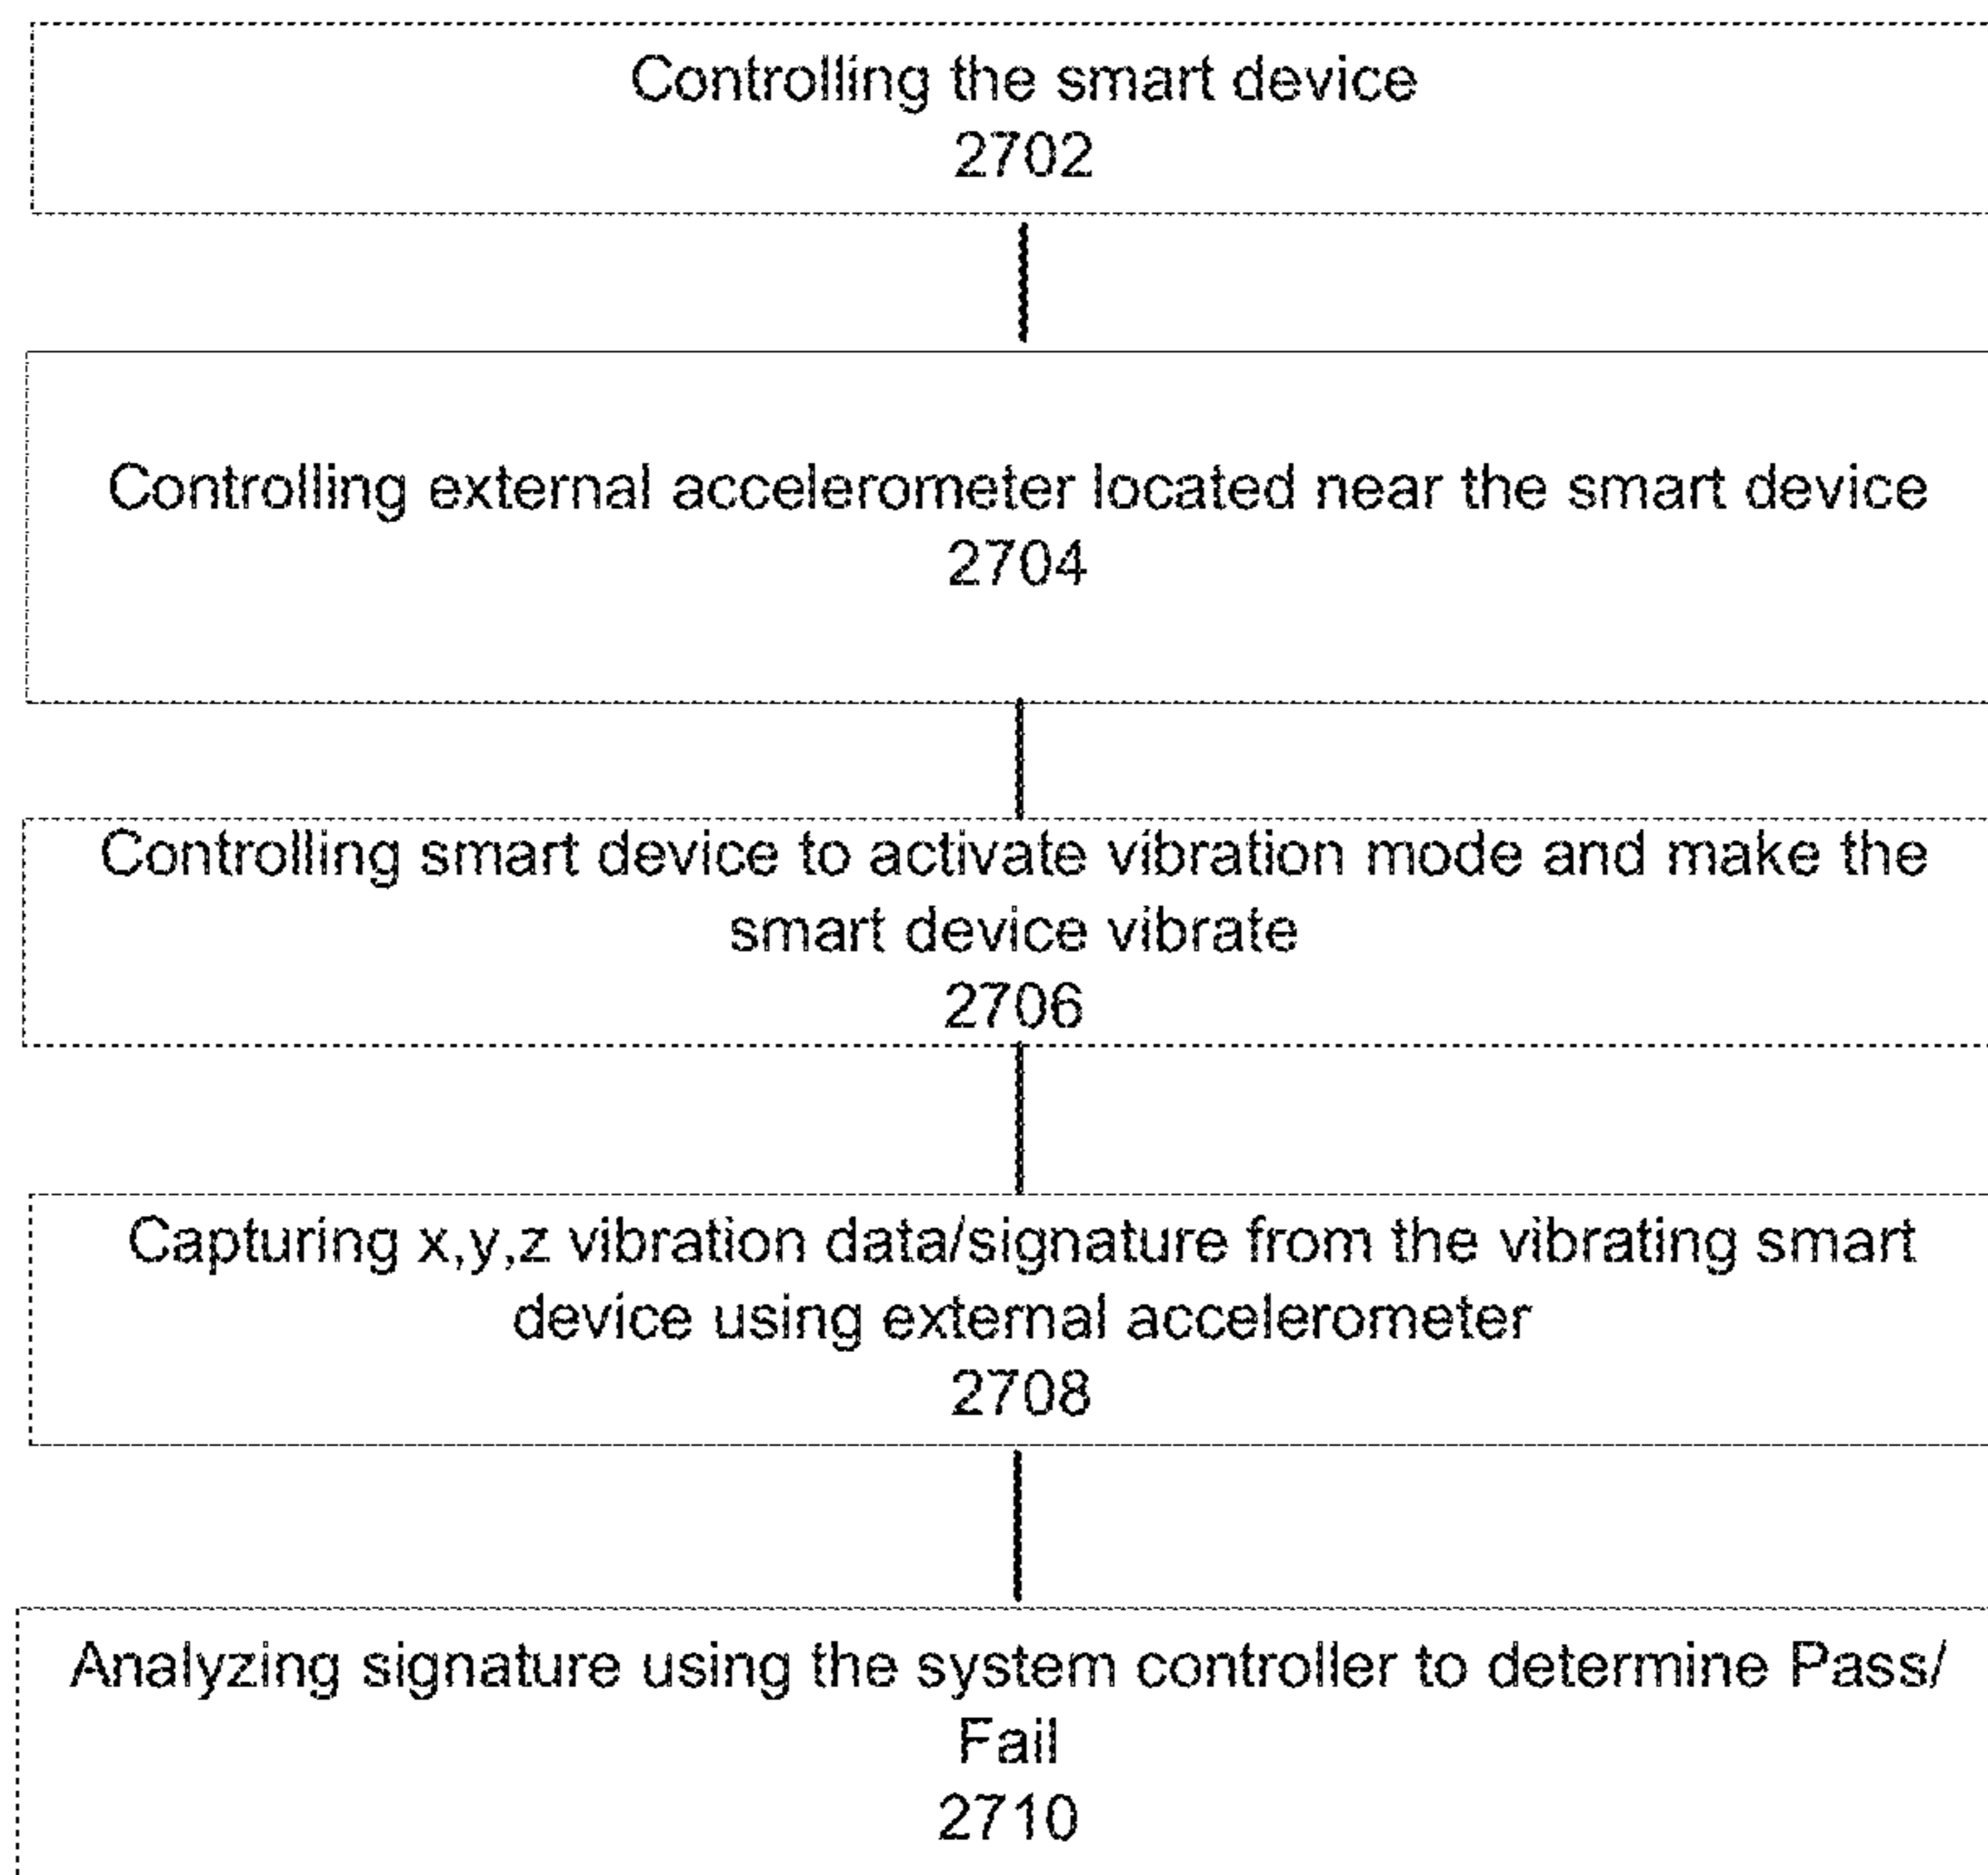 Controlling the smart device
2702
Controlling external accelerometer located near the smart device
2704
Controlling smart device to activate vibration mode and make the
smart device vibrate
2706
Capturing x,y,z vibration data/signature from the vibrating smart
device using external accelerometer
2708
Analyzing signature using the system controller to determine Pass/
Fail
2710